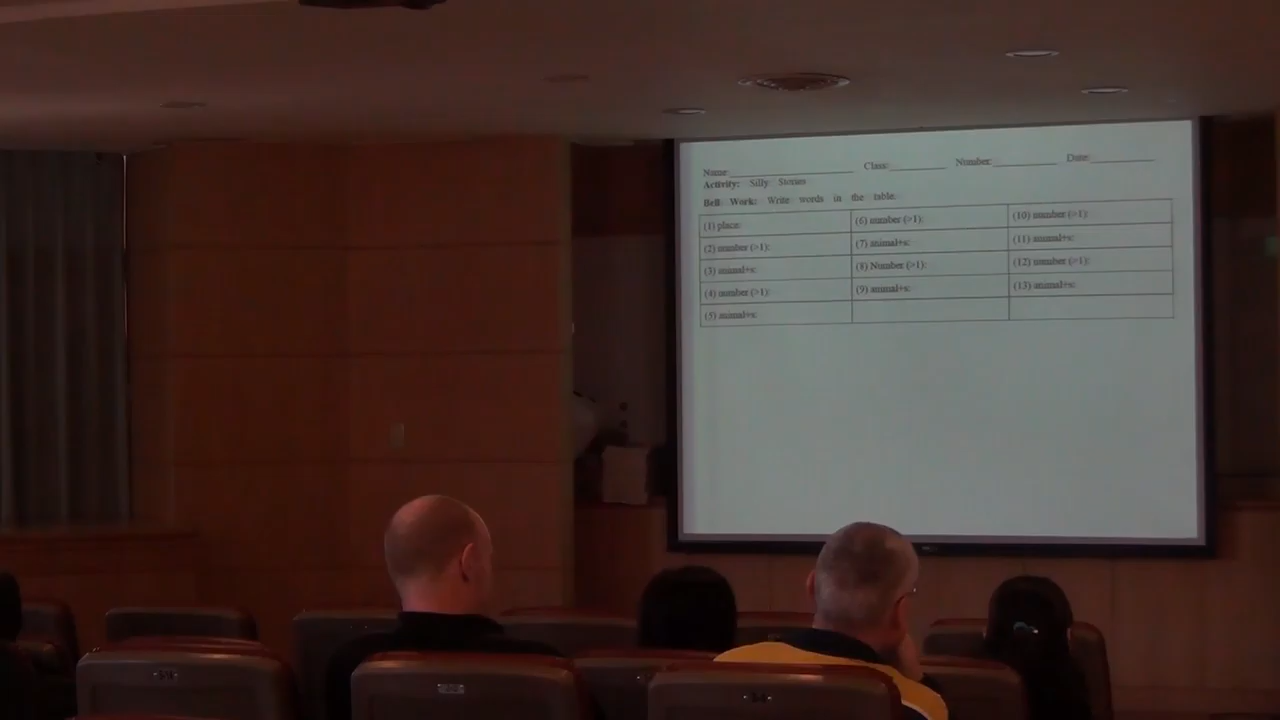 Name: Class: Number: Date:
Activity: Silly Stories
Bell Work: Write words in the table.
(1) place: (6) number (>1): (10) number (>1):
(2) number (>1): (7) animal+s: (11) animal+s:
(3) animal+s: (8) Number (>1): (12) number (>1):
(4) number (>1): (9) animal+s: (13) animal+s:
(5) animal+s: